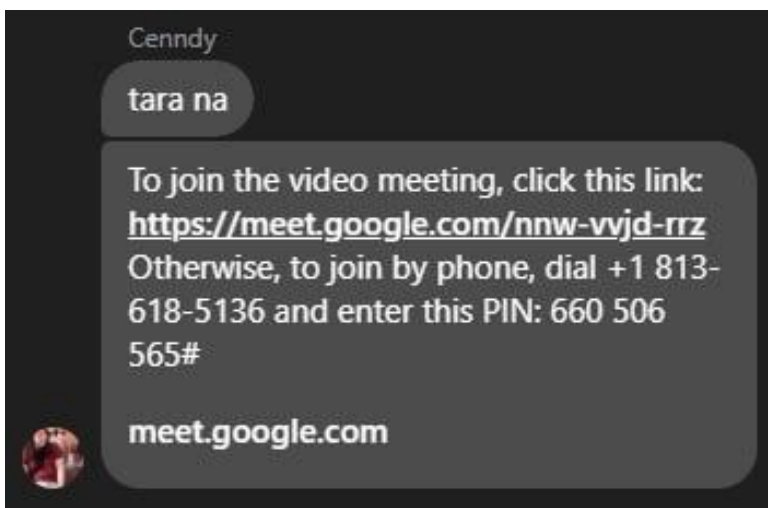 Cenndy
tara na
To join the video meeting, click this link:
https://meet.google.com/nnw-vvjd-rrz
Otherwise, to join by phone, dial +1 813-
618-5136 and enter this PIN: 660 506
565#
meet.google.com